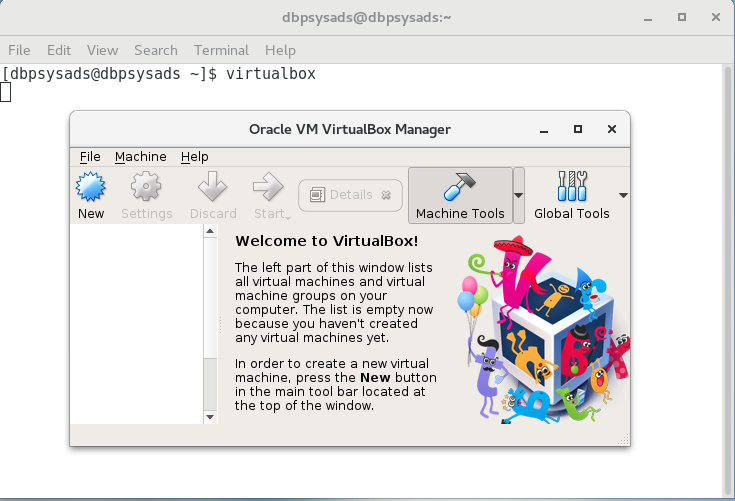 dbpsysads@dbpsysads:~
File Edit View Search Terminal Help
[dbpsysads@dbpsysads ~]$ virtualbox
Oracle VM VirtualBox Manager
File Machine Help
New Settings Discard Start Details Machine Tools Global Tools
Welcome to VirtualBox!
The left part of this window lists
all virtual machines and virtual
machine groups on your
computer. The list is empty now
because you haven't created
any virtual machines yet.
In order to create a new virtual
machine, press the New button
in the main tool bar located at
the top of the window.